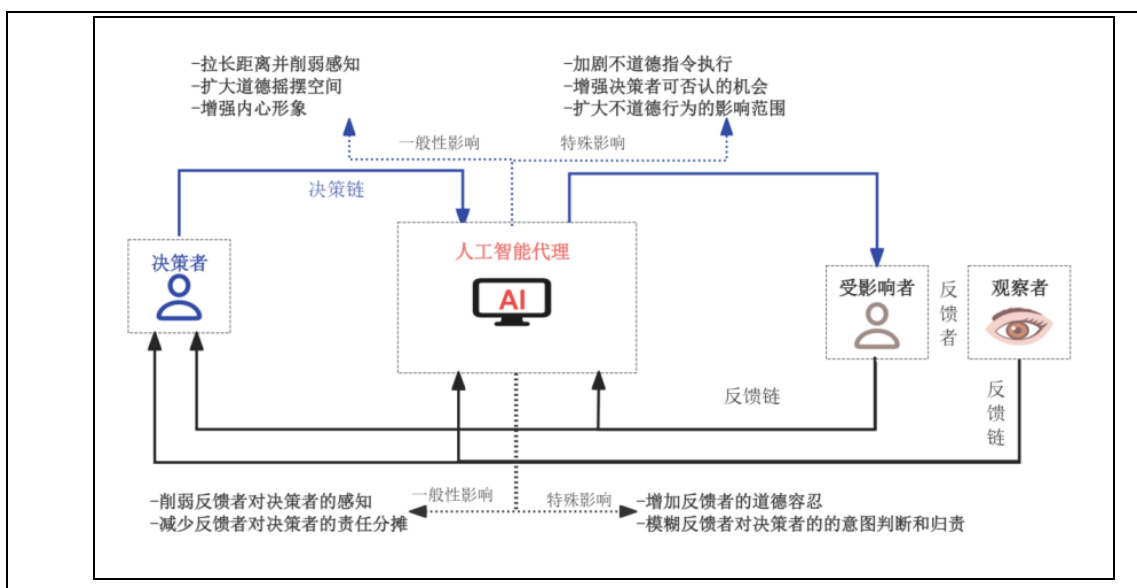 -拉长距离并削弱感知
-扩大道德摇摆空间
-增强内心形象
-加剧不道德指令执行
-增强决策者可否认的机会
-扩大不道德行为的影响范围
一般性影响
特殊影响
决策链
决策者
人工智能代理
AI
受影响者
反馈者
观察者
反馈链
反馈链
一般性影响
特殊影响
-削弱反馈者对决策者的感知
-减少反馈者对决策者的责任分摊
-增加反馈者的道德容忍
-模糊反馈者对决策者的的意图判断和归责